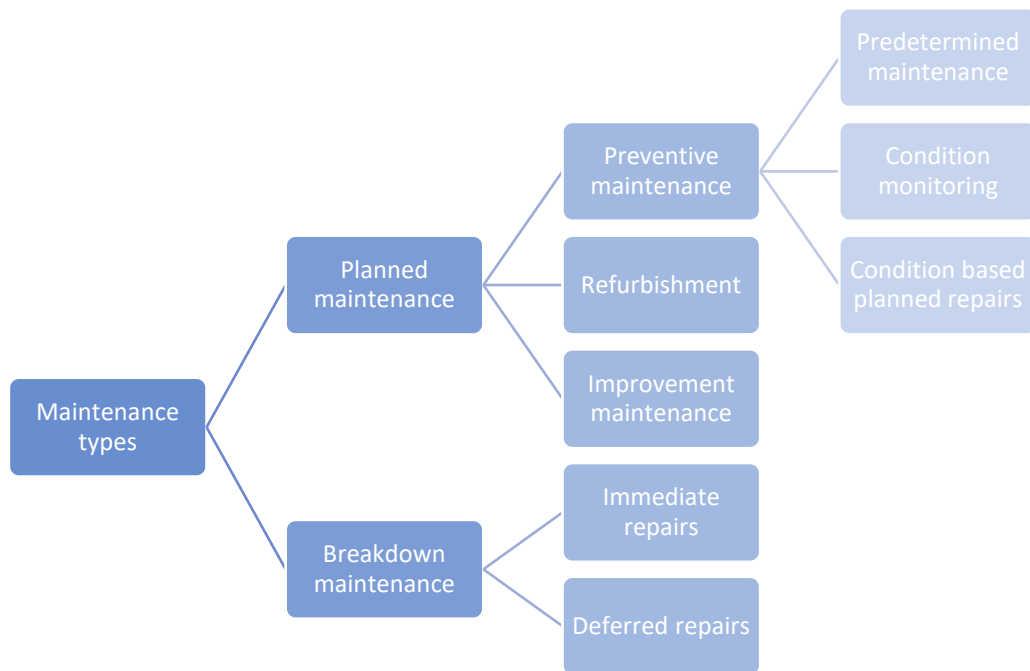 Maintenance
types
Planned
maintenance
Preventive
maintenance
Predetermined
maintenance
Condition
monitoring
Condition based
planned repairs
Refurbishment
Improvement
maintenance
Breakdown
maintenance
Immediate
repairs
Deferred repairs